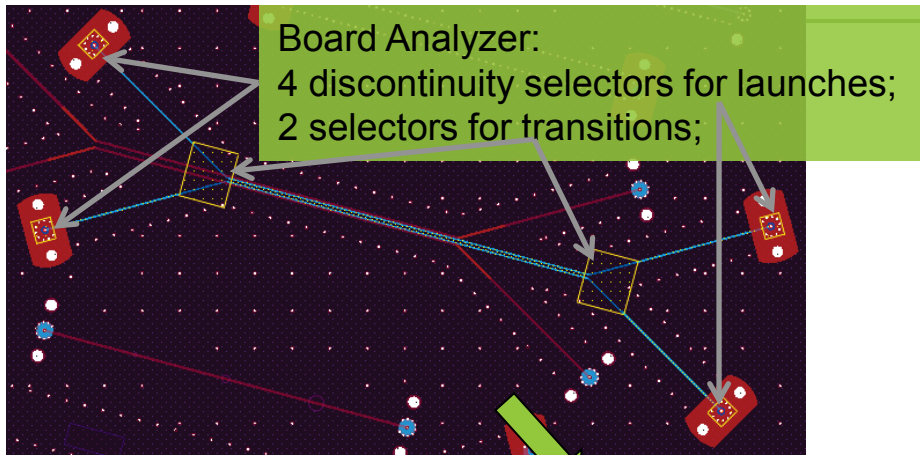 Board Analyzer:
4 discontinuity selectors for launches;
2 selectors for transitions;